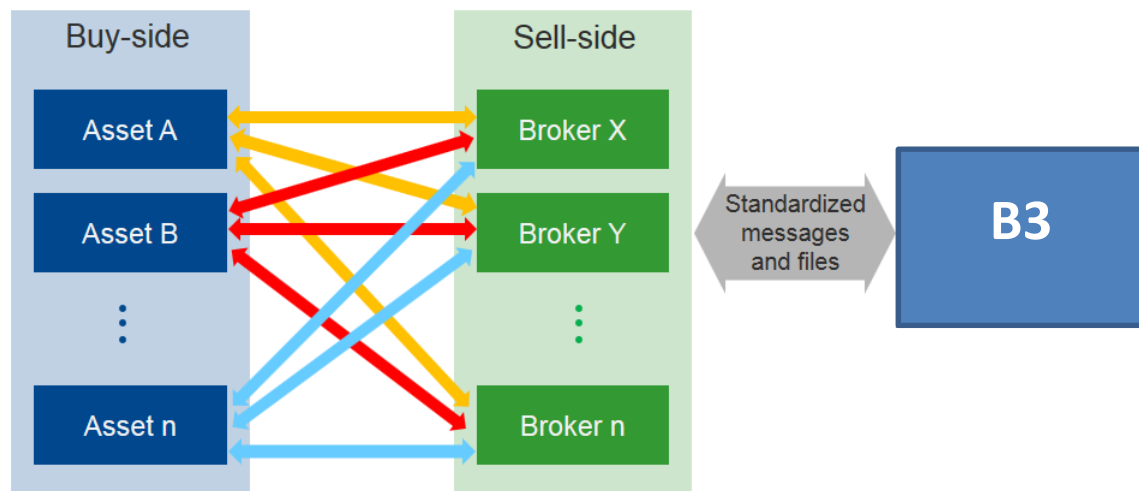 Buy-side
Sell-side
Asset A
Broker X
Asset B
Broker Y
Standardized
messages
and files
B3
Asset n
Broker n